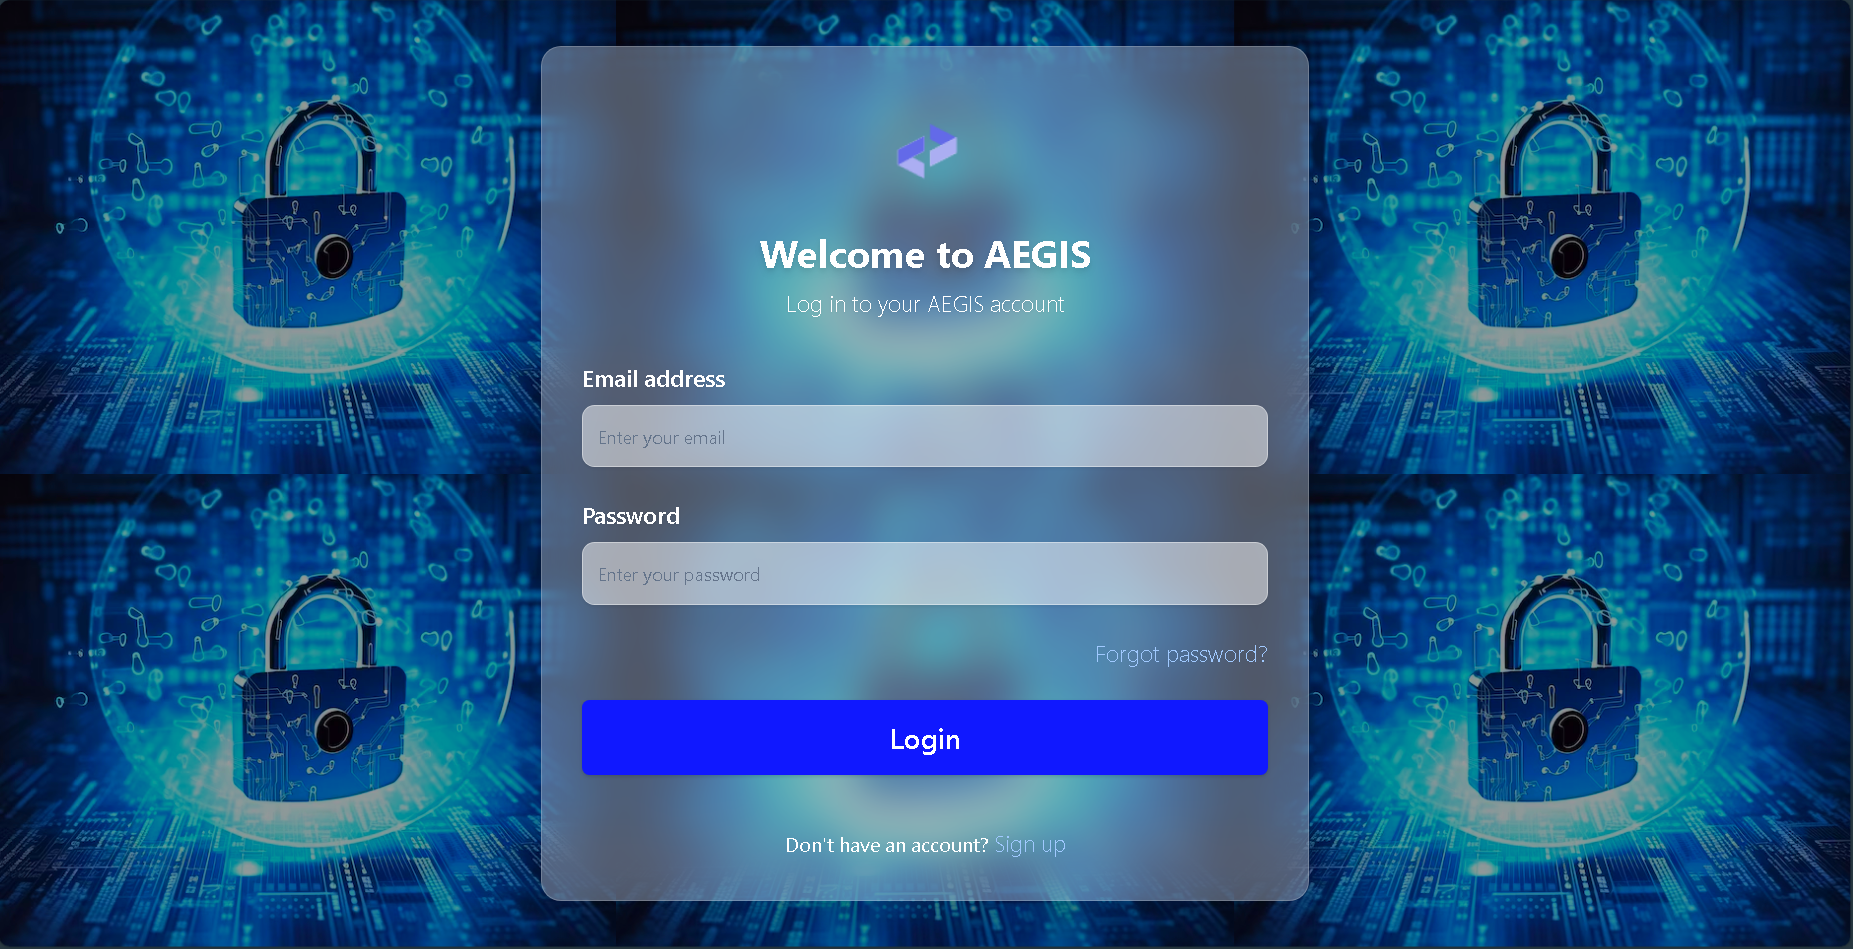 Welcome to AEGIS
Log in to your AEGIS account
Email address
Enter your email
Password
Enter your password
Forgot password?
Login
Don't have an account? Sign up